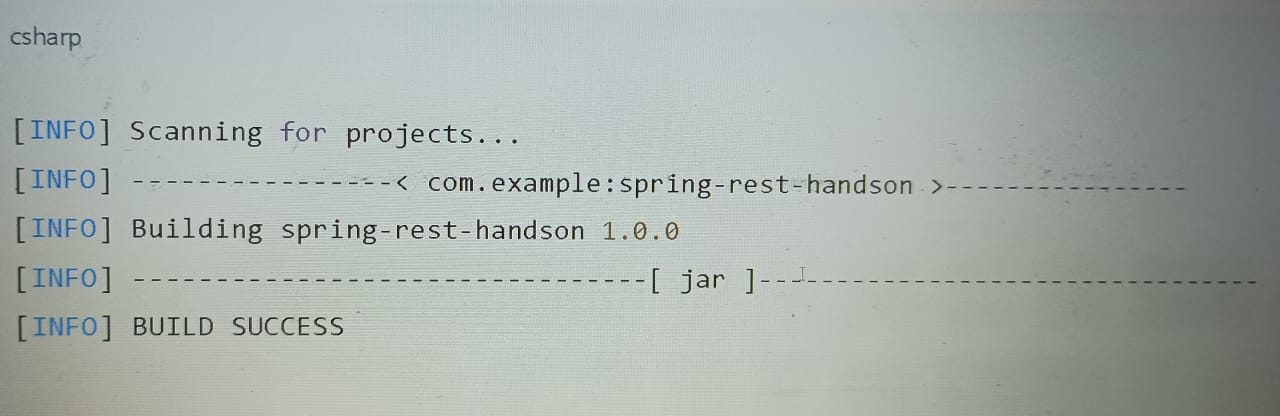 csharp
[INFO] Scanning for projects...
[INFO] ----------------< com.example:spring-rest-handson >----------------
[INFO] Building spring-rest-handson 1.0.0
[INFO] --------------------------------[ jar ]---------------------------------
[INFO] BUILD SUCCESS